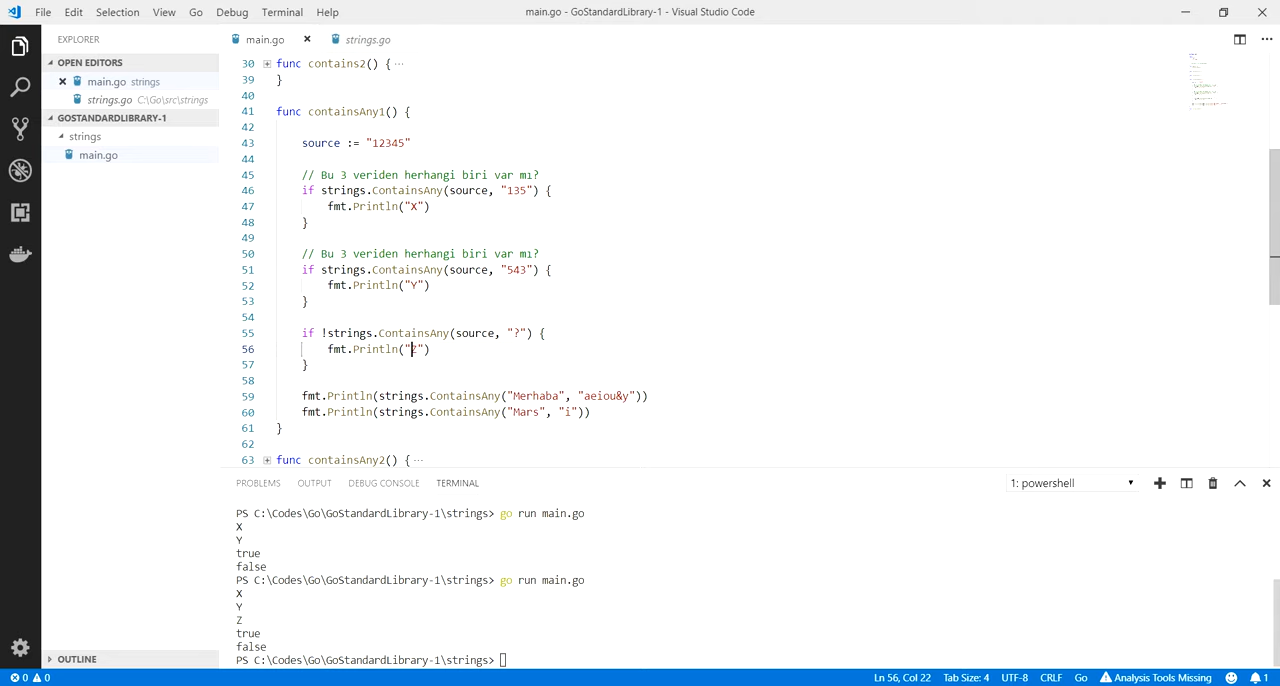 File Edit Selection View Go Debug Terminal Help main.go - GoStandardLibrary-1 - Visual Studio Code
EXPLORER
OPEN EDITORS
main.go strings
strings.go C:\Go\src\strings
GOSTANDARDLIBRARY-1
strings
main.go
OUTLINE
main.go strings.go
30 func contains2() { ...
39 }
40
41 func containsAny1() {
42
43 source := "12345"
44
45 // Bu 3 veriden herhangi biri var mı?
46 if strings.ContainsAny(source, "135") {
47 fmt.Println("X")
48 }
49
50 // Bu 3 veriden herhangi biri var mı?
51 if strings.ContainsAny(source, "543") {
52 fmt.Println("Y")
53 }
54
55 if !strings.ContainsAny(source, "?") {
56 fmt.Println("Z")
57 }
58
59 fmt.Println(strings.ContainsAny("Merhaba", "aeiou&y"))
60 fmt.Println(strings.ContainsAny("Mars", "i"))
61 }
62
63 func containsAny2() { ...
PROBLEMS OUTPUT DEBUG CONSOLE TERMINAL 1: powershell
PS C:\Codes\Go\GoStandardLibrary-1\strings> go run main.go
X
Y
true
false
PS C:\Codes\Go\GoStandardLibrary-1\strings> go run main.go
X
Y
Z
true
false
PS C:\Codes\Go\GoStandardLibrary-1\strings>
0 0 Ln 56, Col 22 Tab Size: 4 UTF-8 CRLF Go Analysis Tools Missing 1